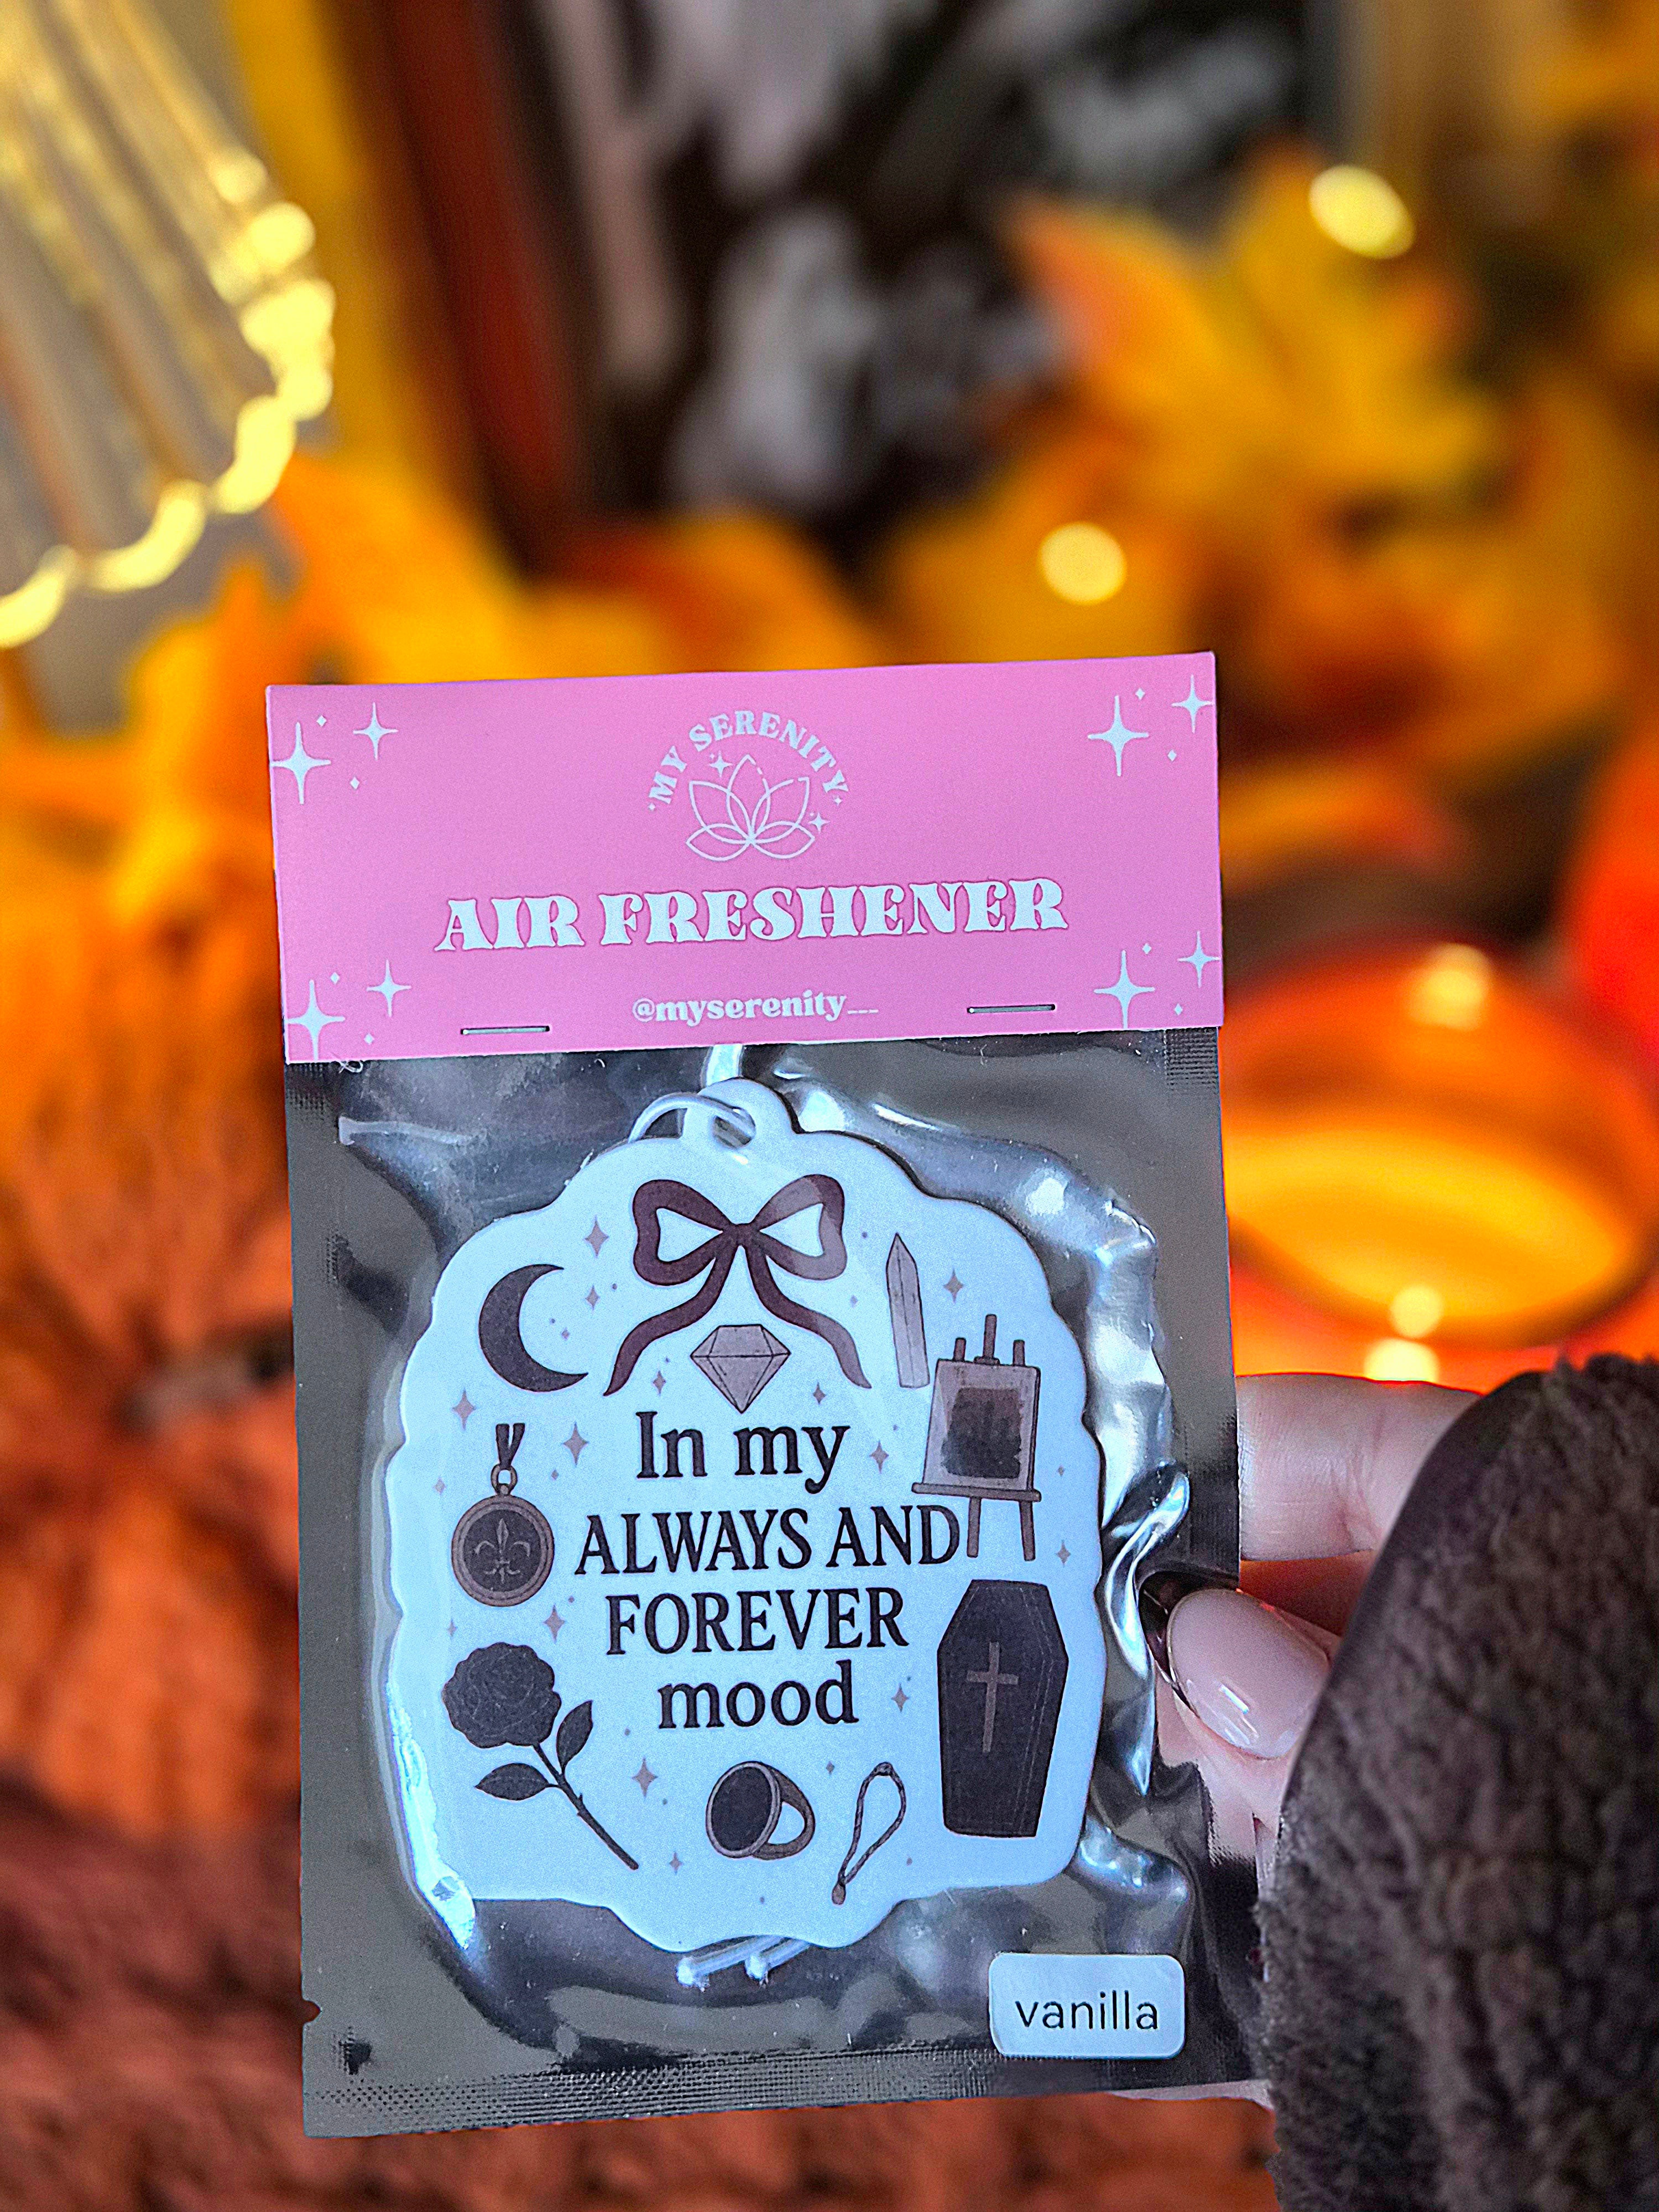 MY SERENITY
AIR FRESHENER
@myserenity___
In my
ALWAYS AND
FOREVER
mood
vanilla